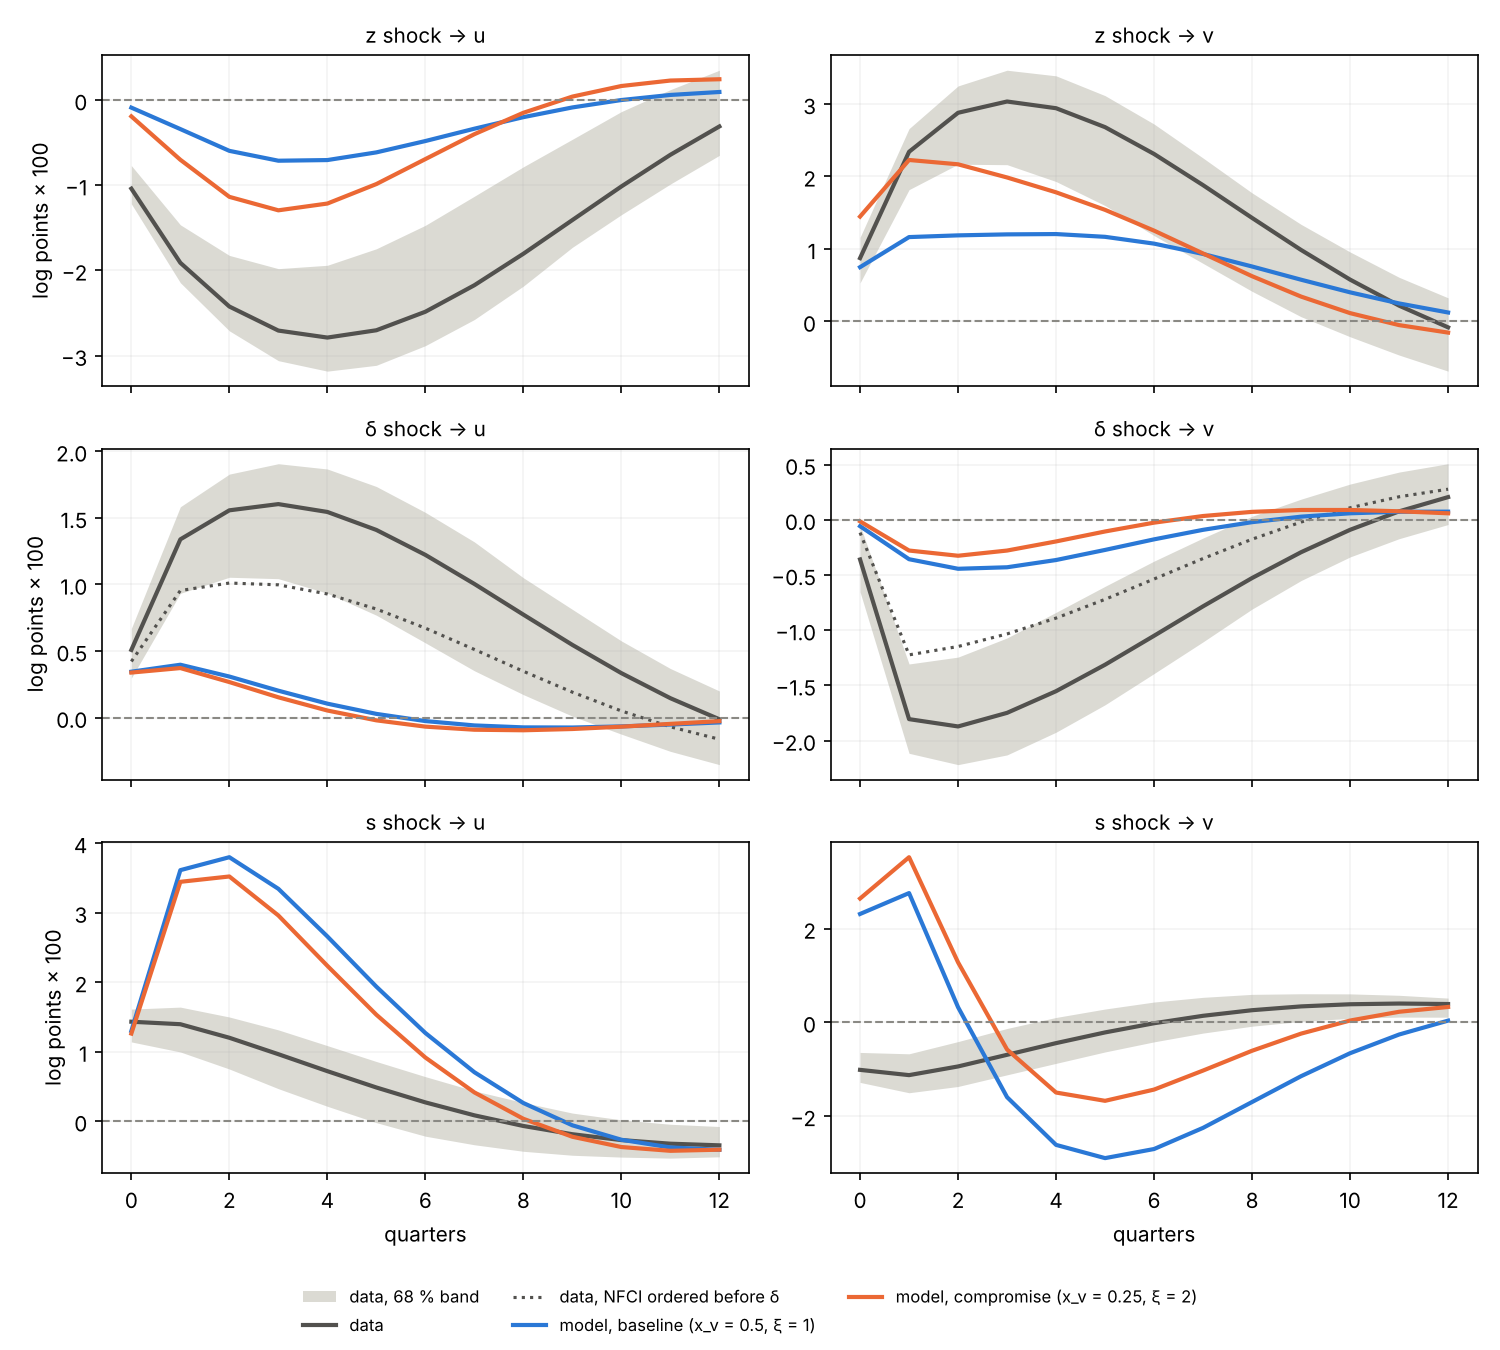 z shock → u
z shock → v
log points × 100
0
−1
−2
−3
3
2
1
0
δ shock → u
δ shock → v
log points × 100
2.0
1.5
1.0
0.5
0.0
0.5
0.0
−0.5
−1.0
−1.5
−2.0
s shock → u
s shock → v
log points × 100
4
3
2
1
0
2
0
−2
0 2 4 6 8 10 12
0 2 4 6 8 10 12
quarters
quarters
data, 68 % band
data
data, NFCI ordered before δ
model, baseline (x_v = 0.5, ξ = 1)
model, compromise (x_v = 0.25, ξ = 2)